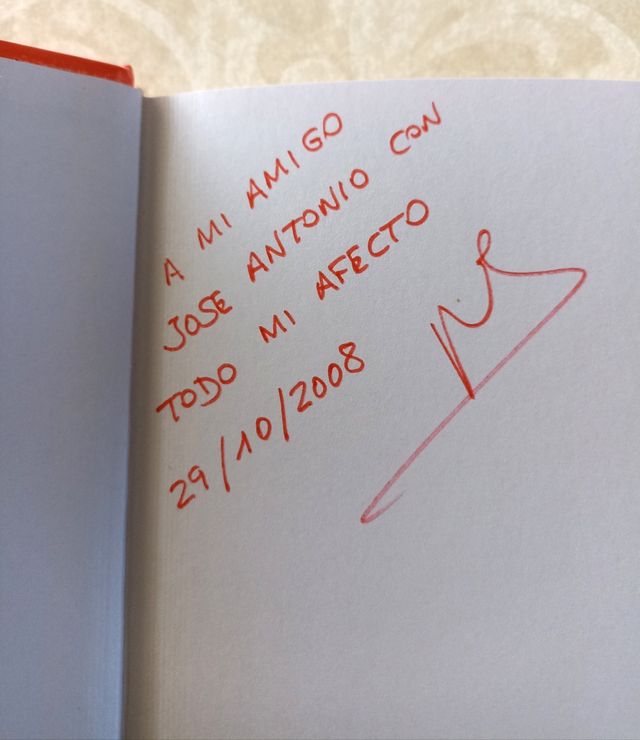 A MI AMIGO
JOSE ANTONIO CON
TODO MI AFECTO
29/10/2008